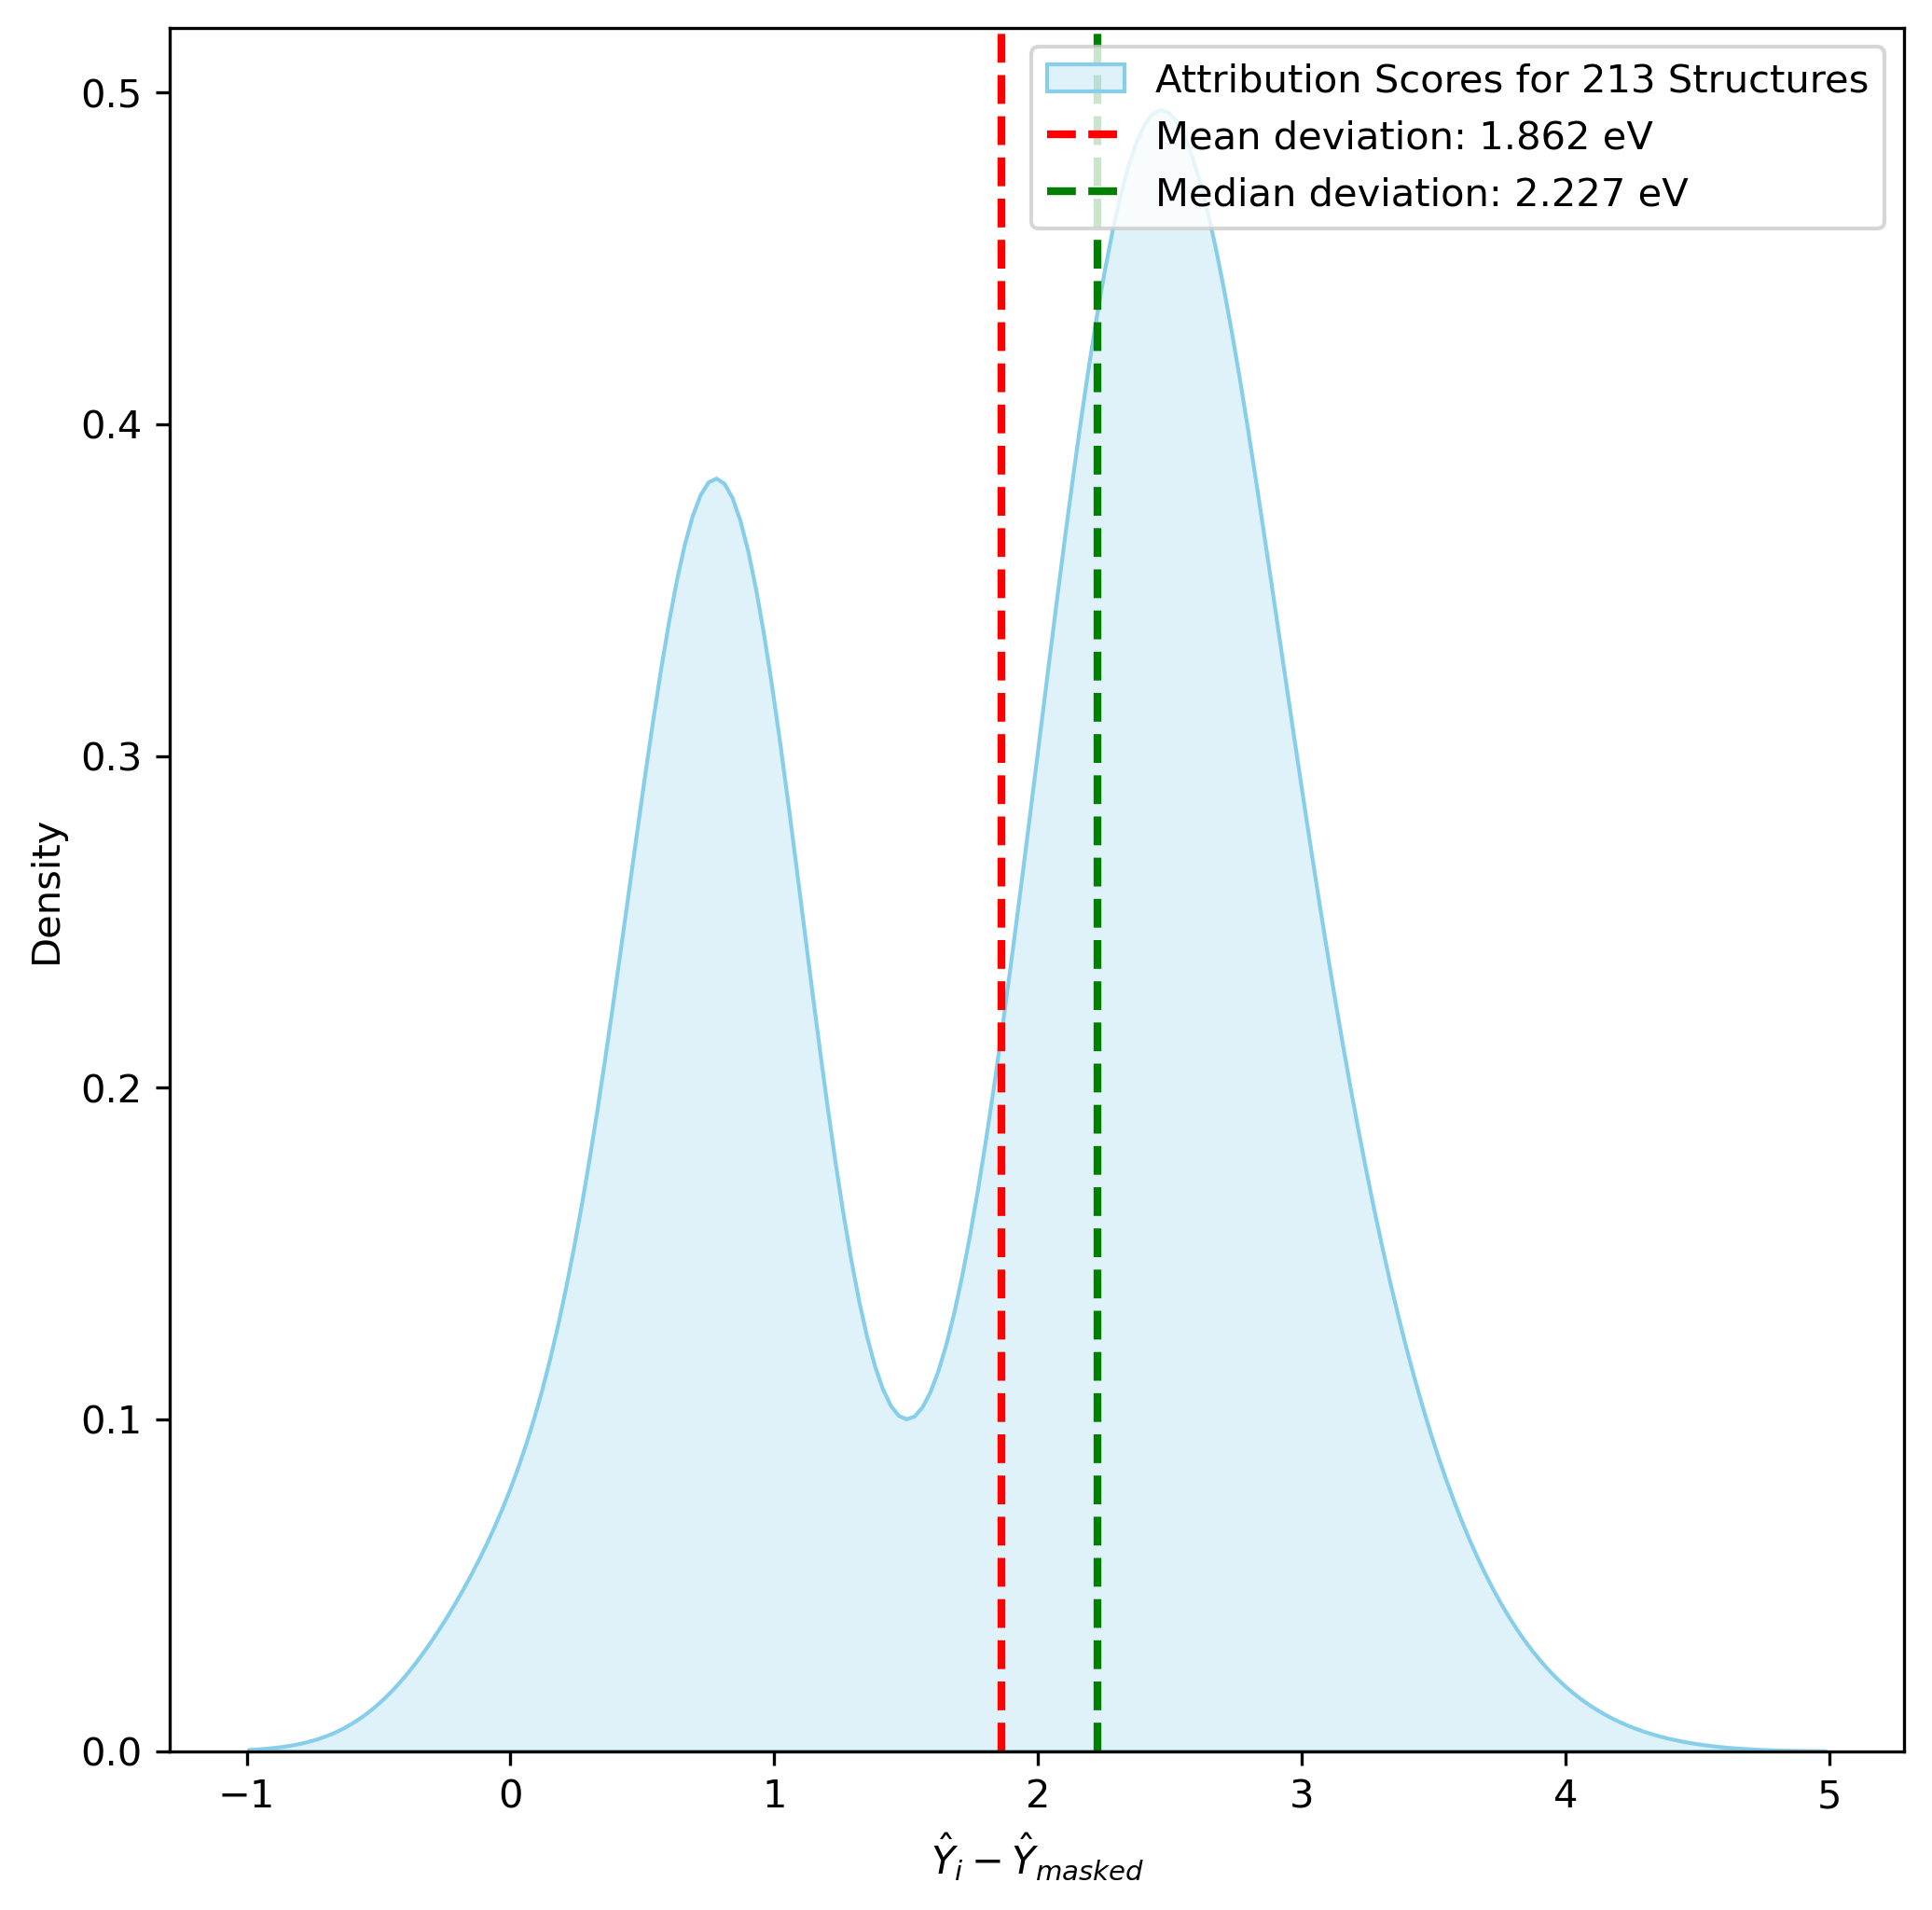 Attribution Scores for 213 Structures
Mean deviation: 1.862 eV
Median deviation: 2.227 eV
0.5
0.4
0.3
0.2
0.1
0.0
Density
−1 0 1 2 3 4 5
Ŷi − Ŷmasked